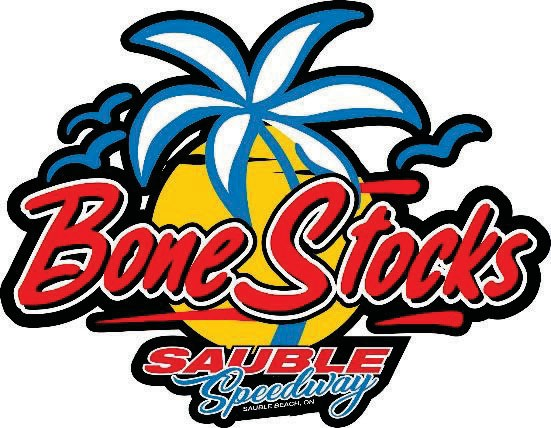 Bone Stocks
SAUBLE
Speedway
SAUBLE BEACH, ON